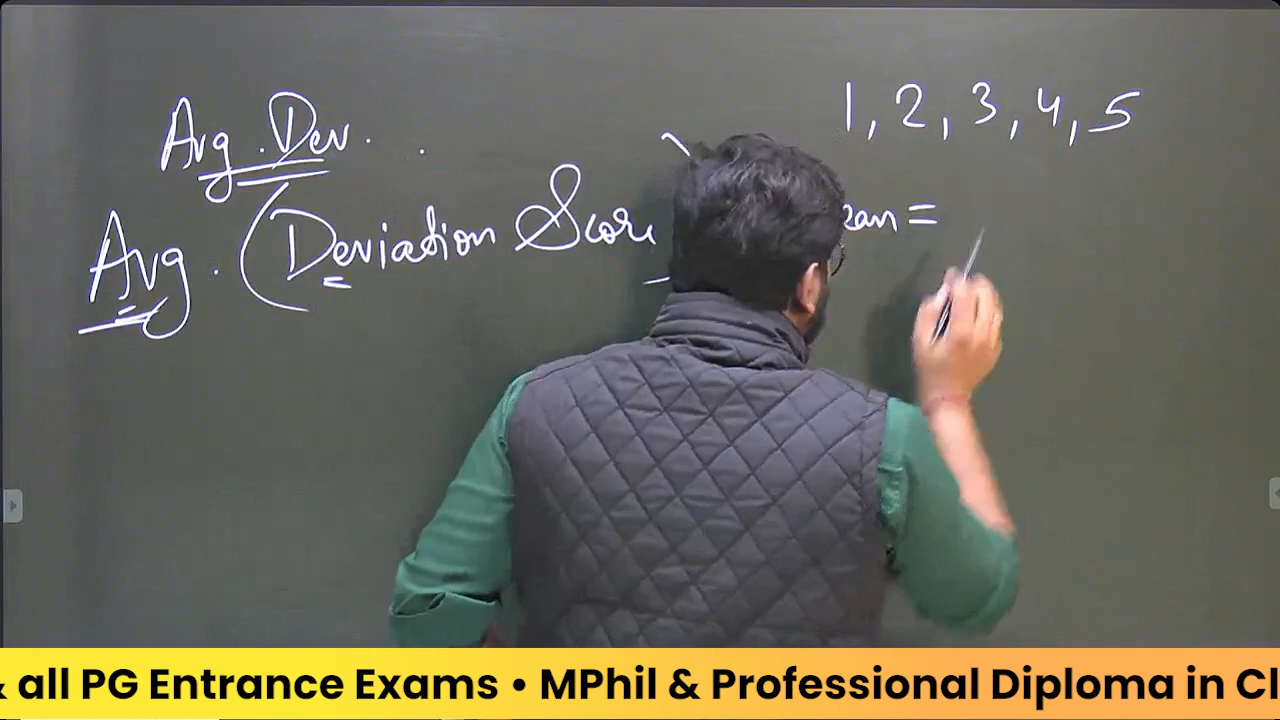 1, 2, 3, 4, 5
Avg. Dev.
Avg. (Deviation Score
ean =
& all PG Entrance Exams • MPhil & Professional Diploma in Cl